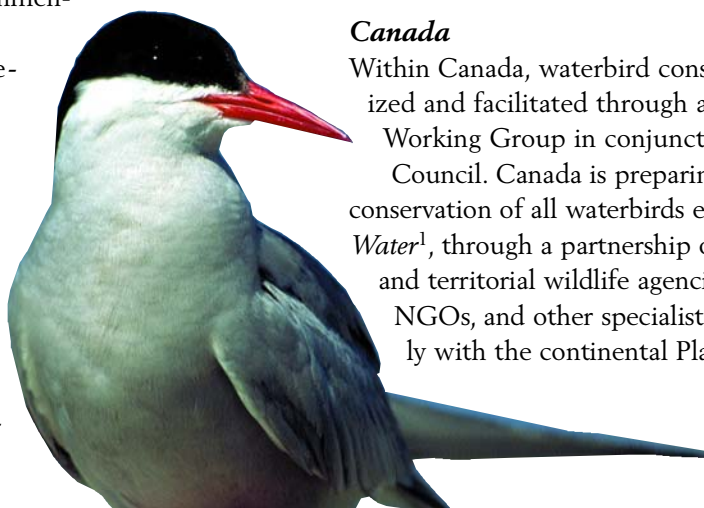 Canada
Within Canada, waterbird cons
ized and facilitated through a
Working Group in conjunct
Council. Canada is preparin
conservation of all waterbirds e
Water¹, through a partnership o
and territorial wildlife agenci
NGOs, and other specialist
ly with the continental Pla